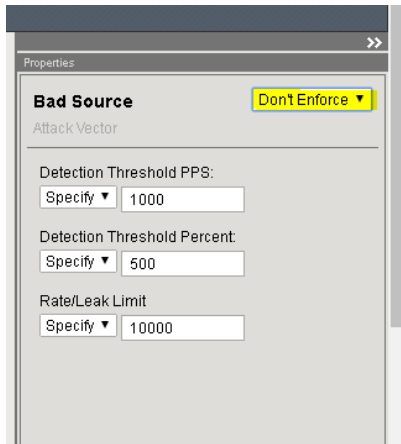 Properties
Bad Source Don't Enforce
Attack Vector
Detection Threshold PPS:
Specify 1000
Detection Threshold Percent:
Specify 500
Rate/Leak Limit
Specify 10000